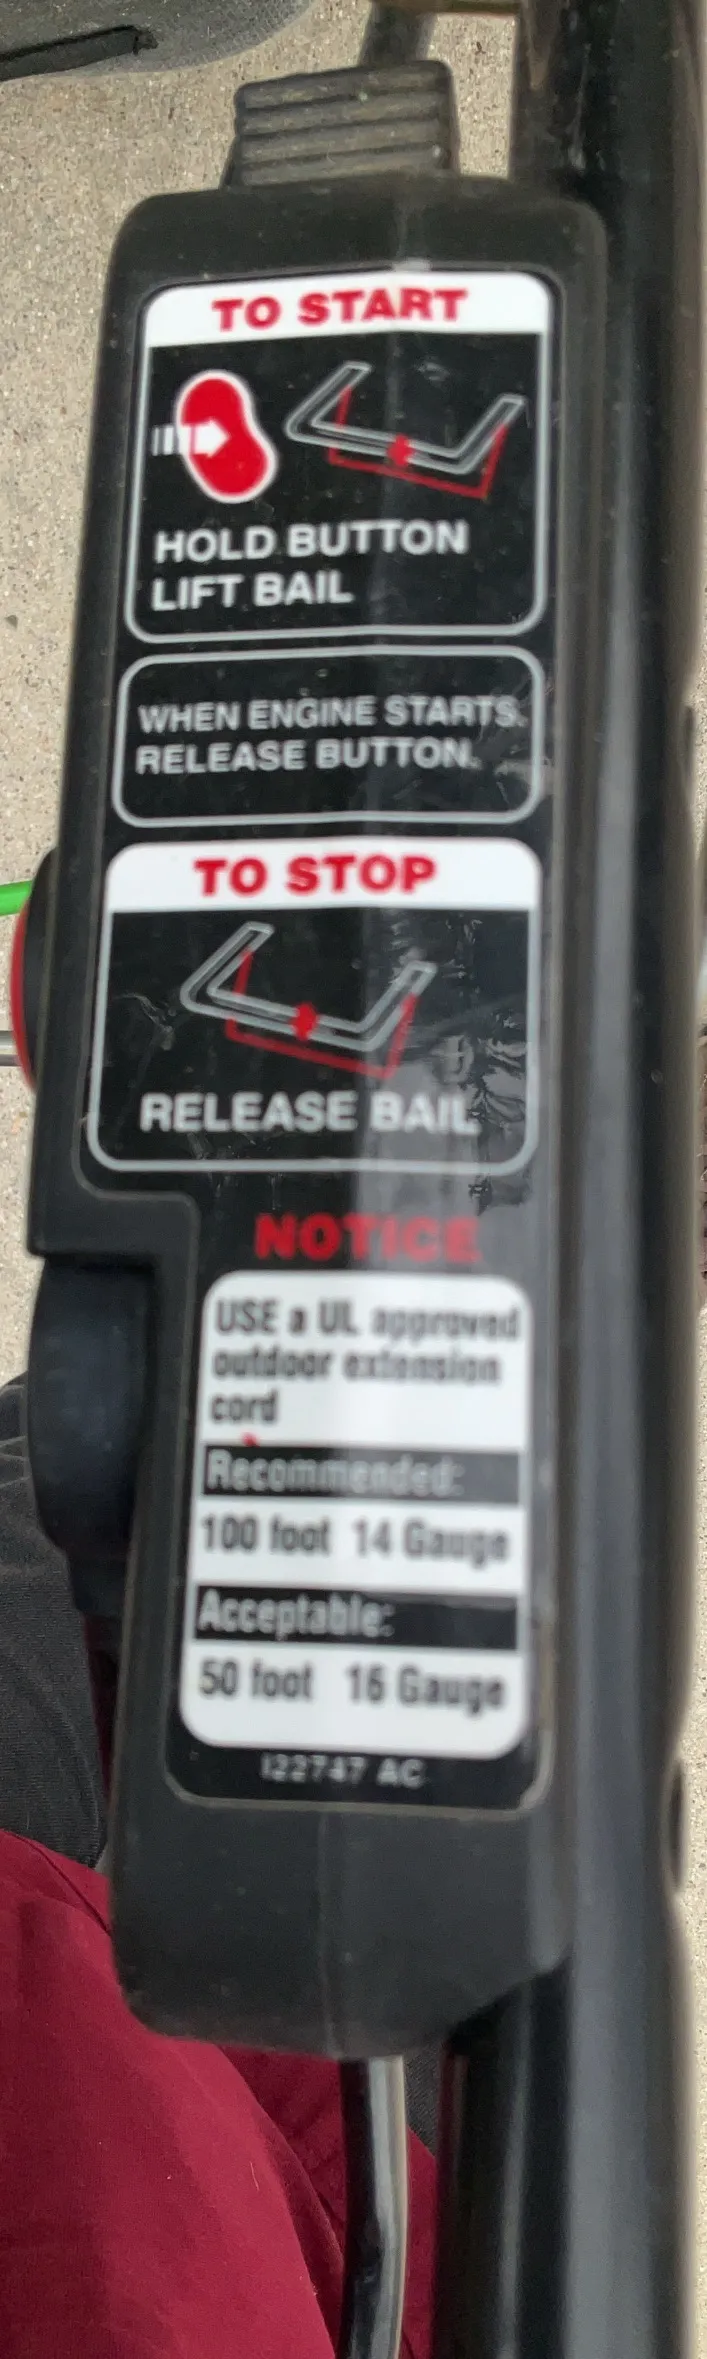 TO START
HOLD BUTTON
LIFT BAIL
WHEN ENGINE STARTS.
RELEASE BUTTON.
TO STOP
RELEASE BAIL
NOTICE
USE a UL approved
outdoor extension
cord
Recommended:
100 foot 14 Gauge
Acceptable:
50 foot 16 Gauge
122747 AC